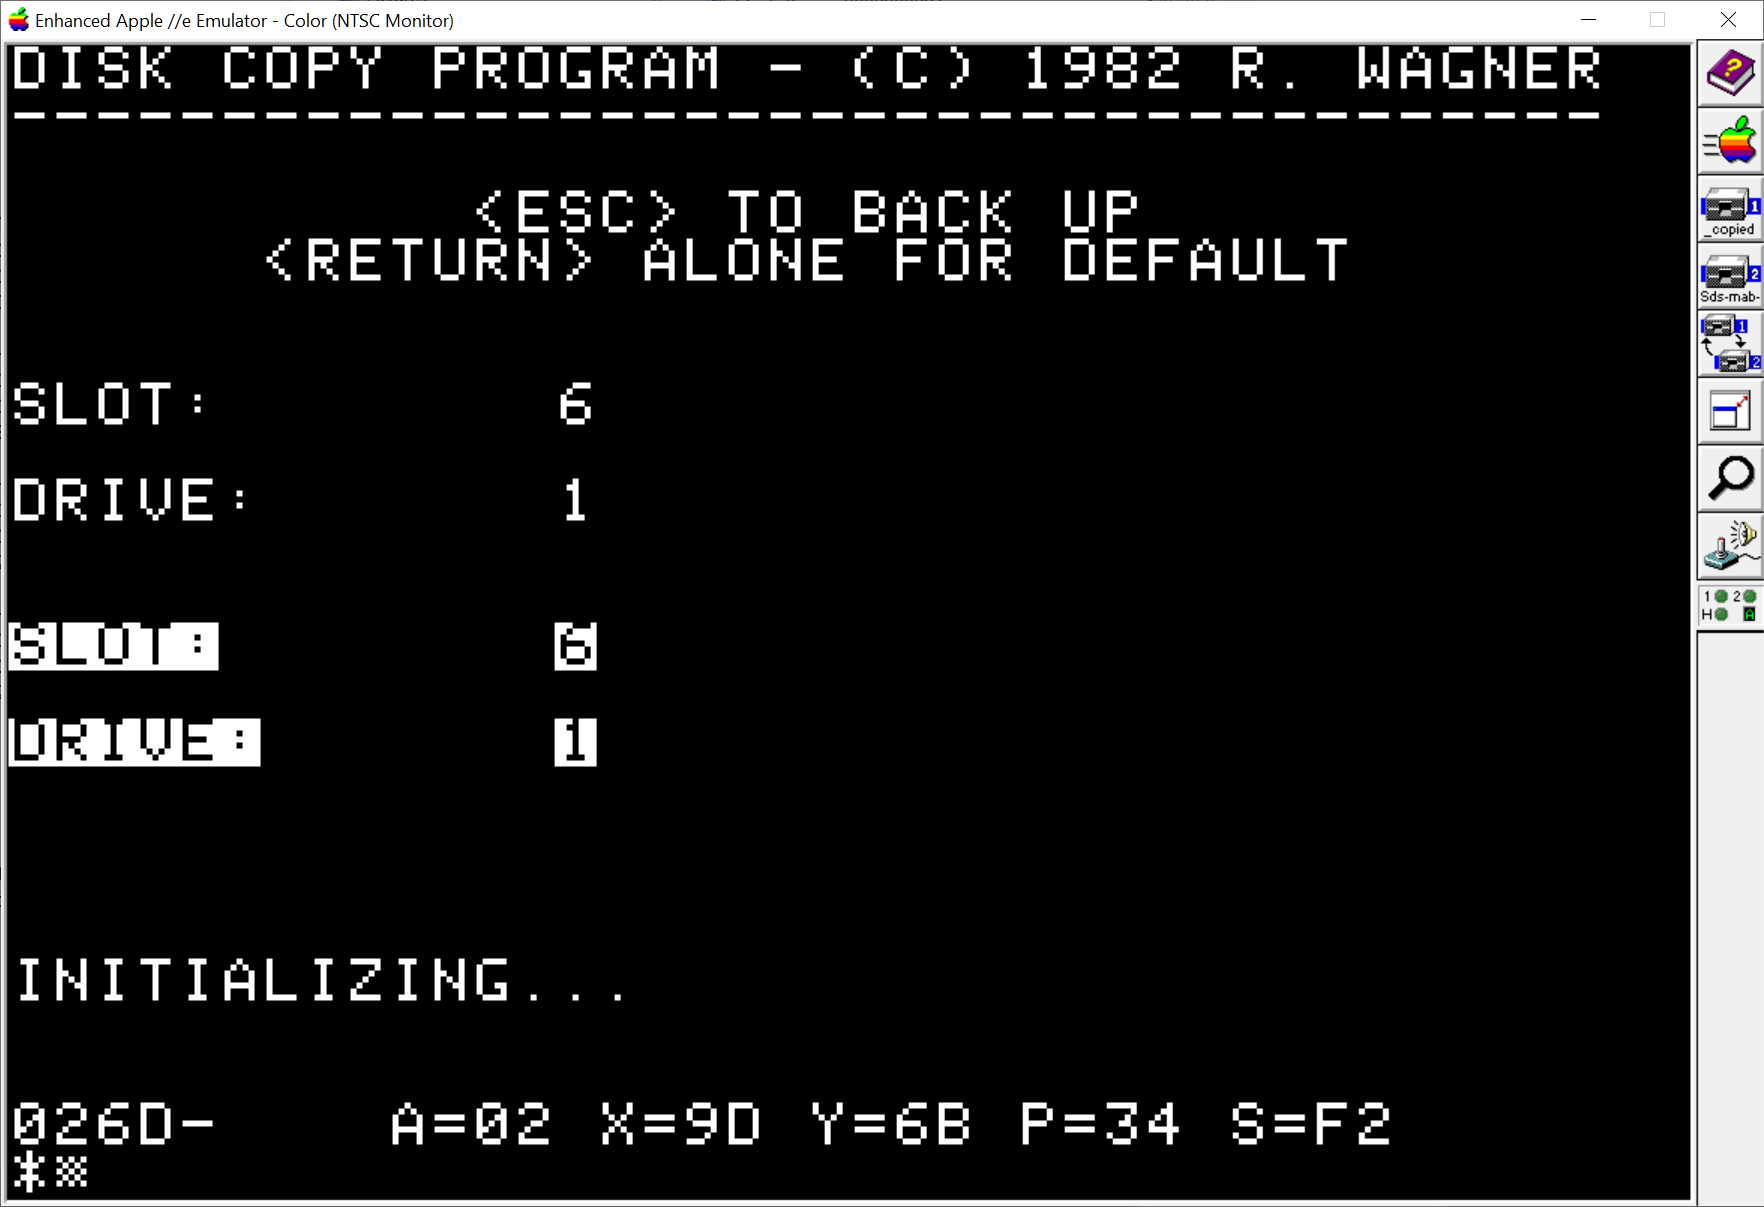 Enhanced Apple //e Emulator - Color (NTSC Monitor)
DISK COPY PROGRAM - (C) 1982 R. WAGNER
--------------------------------------
<ESC> TO BACK UP
<RETURN> ALONE FOR DEFAULT
SLOT: 6
DRIVE: 1
SLOT: 6
DRIVE: 1
INITIALIZING...
026D- A=02 X=9D Y=6B P=34 S=F2
*
?
1
_copied
2
Sds-mab-
1
2
1 2
H A